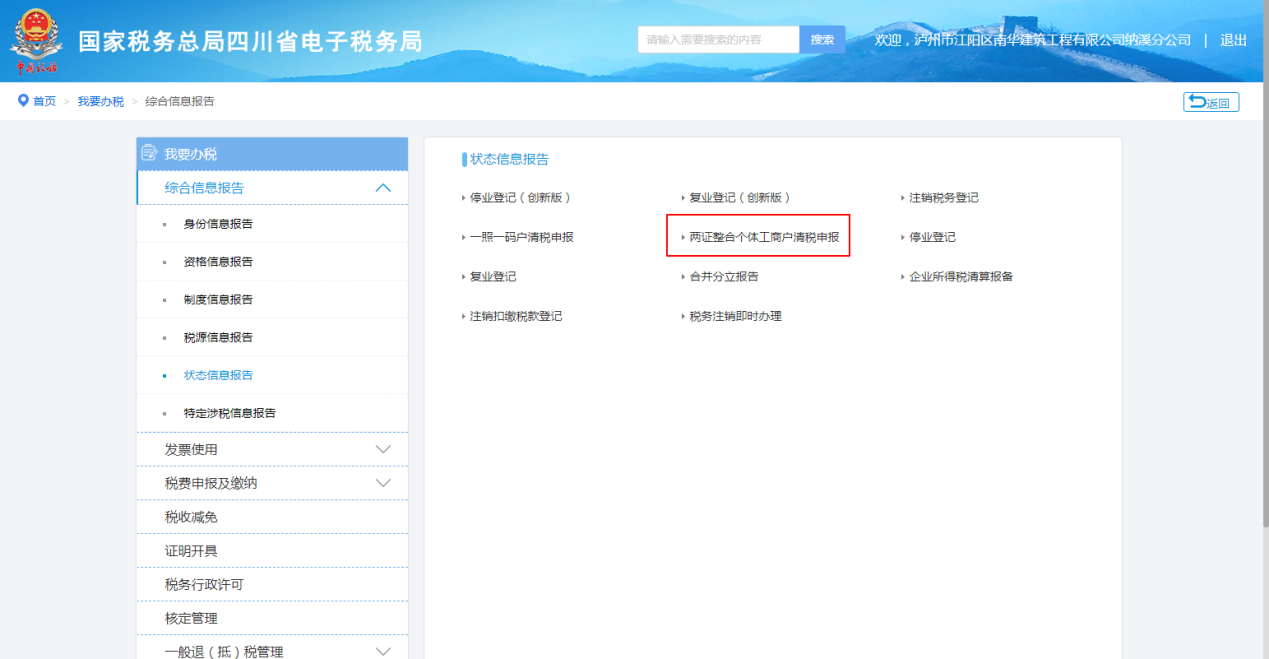 国家税务总局四川省电子税务局
请输入需要搜索的内容 搜索 欢迎，泸州市江阳区南华建筑工程有限公司纳溪分公司 | 退出
中国税务
首页 > 我要办税 > 综合信息报告 返回
我要办税
综合信息报告
身份信息报告
资格信息报告
制度信息报告
税源信息报告
状态信息报告
特定涉税信息报告
发票使用
税费申报及缴纳
税收减免
证明开具
税务行政许可
核定管理
一般退（抵）税管理
状态信息报告
停业登记（创新版） 复业登记（创新版） 注销税务登记
一照一码户清税申报 两证整合个体工商户清税申报 停业登记
复业登记 合并分立报告 企业所得税清算报备
注销扣缴税款登记 税务注销即时办理